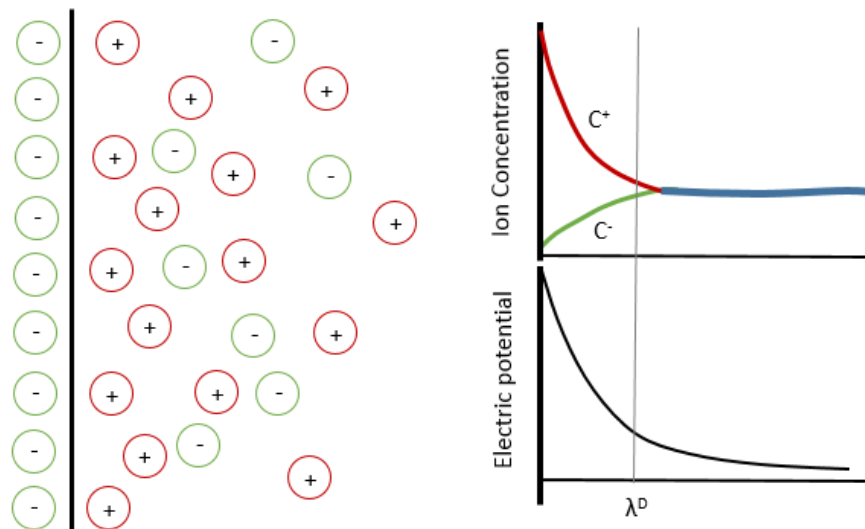 - + -
- + +
- + - + -
- + +
- + - +
- + - +
- + + -
- + - +
- +
Ion Concentration
C⁺
C⁻
Electric potential
λᴰ